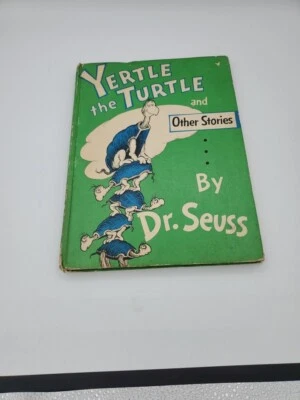 YERTLE
the TURTLE
and
Other Stories
By
Dr. Seuss